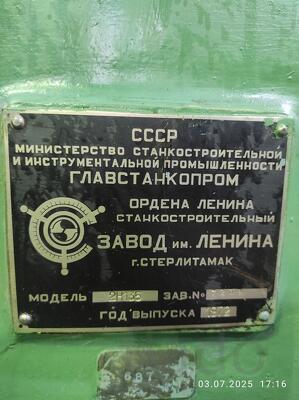 СССР
МИНИСТЕРСТВО СТАНКОСТРОИТЕЛЬНОЙ
И ИНСТРУМЕНТАЛЬНОЙ ПРОМЫШЛЕННОСТИ
ГЛАВСТАНКОПРОМ
ОРДЕНА ЛЕНИНА
СТАНКОСТРОИТЕЛЬНЫЙ
ЗАВОД им. ЛЕНИНА
г. СТЕРЛИТАМАК
МОДЕЛЬ 2Н135 ЗАВ.№
ГОД ВЫПУСКА 1972
687
03.07.2025 17:16